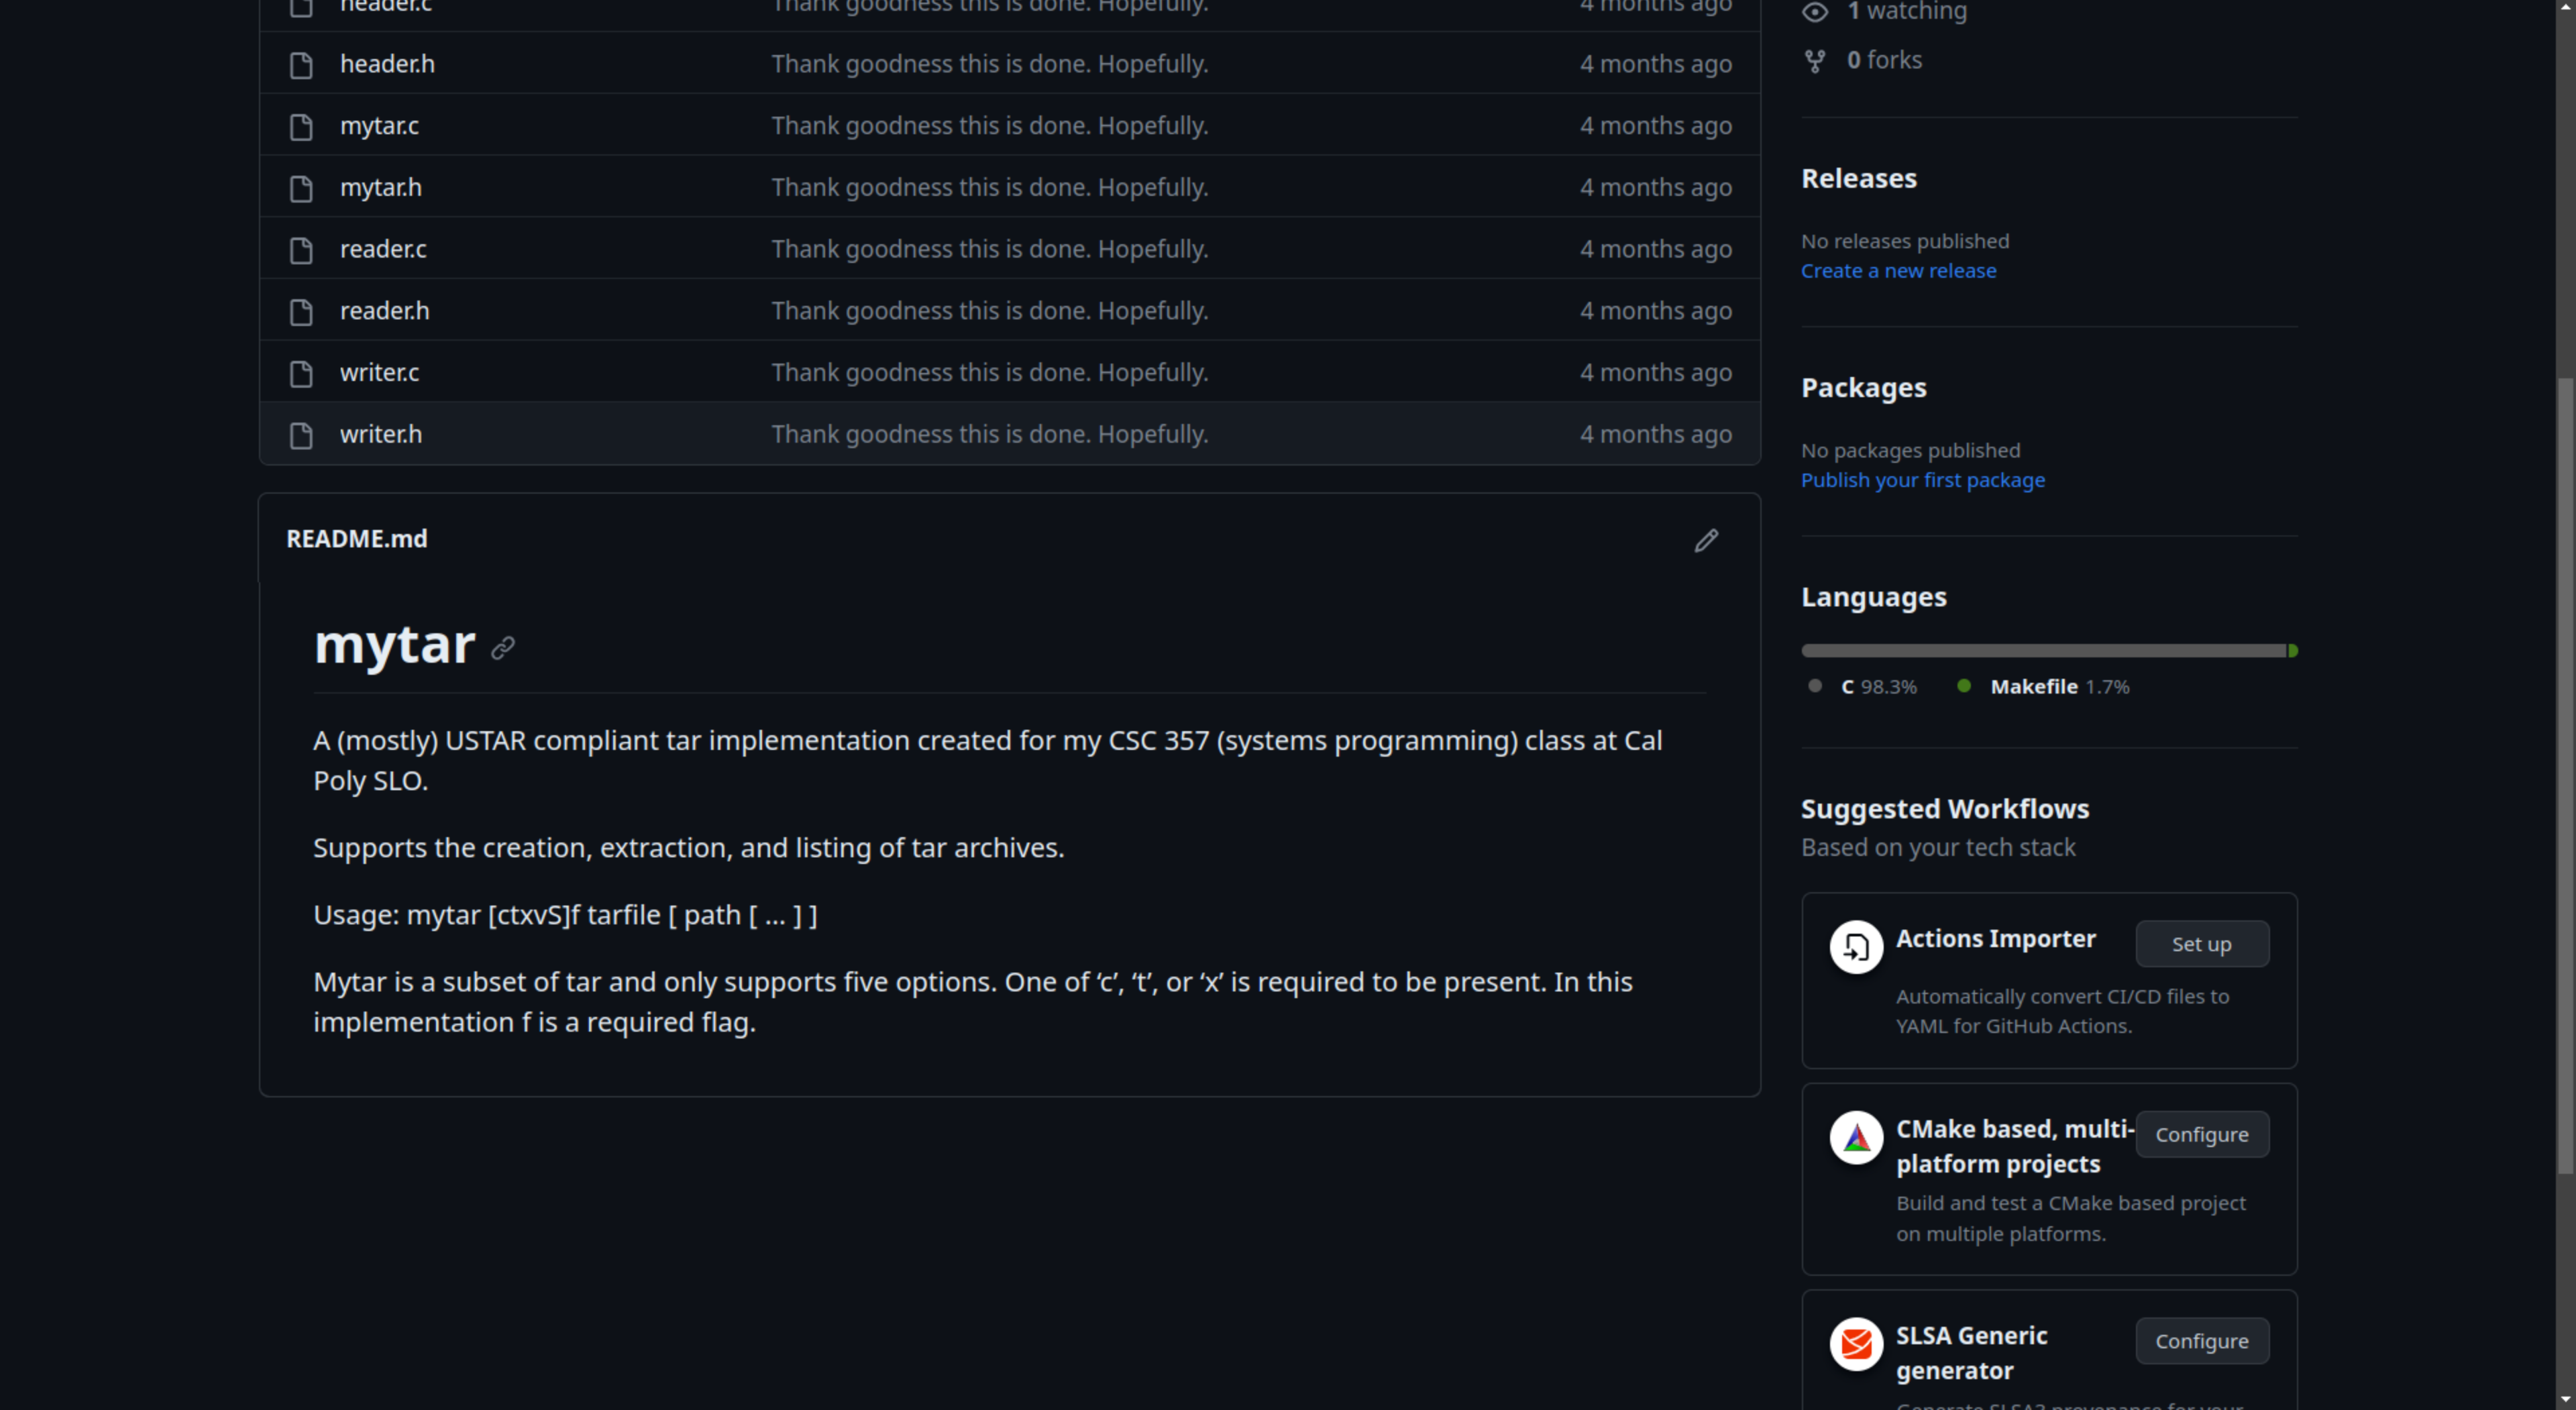 header.c Thank goodness this is done. Hopefully. 4 months ago
header.h Thank goodness this is done. Hopefully. 4 months ago
mytar.c Thank goodness this is done. Hopefully. 4 months ago
mytar.h Thank goodness this is done. Hopefully. 4 months ago
reader.c Thank goodness this is done. Hopefully. 4 months ago
reader.h Thank goodness this is done. Hopefully. 4 months ago
writer.c Thank goodness this is done. Hopefully. 4 months ago
writer.h Thank goodness this is done. Hopefully. 4 months ago
README.md
mytar
A (mostly) USTAR compliant tar implementation created for my CSC 357 (systems programming) class at Cal
Poly SLO.
Supports the creation, extraction, and listing of tar archives.
Usage: mytar [ctxvS]f tarfile [ path [ ... ] ]
Mytar is a subset of tar and only supports five options. One of ‘c’, ‘t’, or ‘x’ is required to be present. In this
implementation f is a required flag.
1 watching
0 forks
Releases
No releases published
Create a new release
Packages
No packages published
Publish your first package
Languages
C 98.3% Makefile 1.7%
Suggested Workflows
Based on your tech stack
Actions Importer
Set up
Automatically convert CI/CD files to
YAML for GitHub Actions.
CMake based, multi-
platform projects
Configure
Build and test a CMake based project
on multiple platforms.
SLSA Generic
generator
Configure
Generate SLSA3 provenance for your